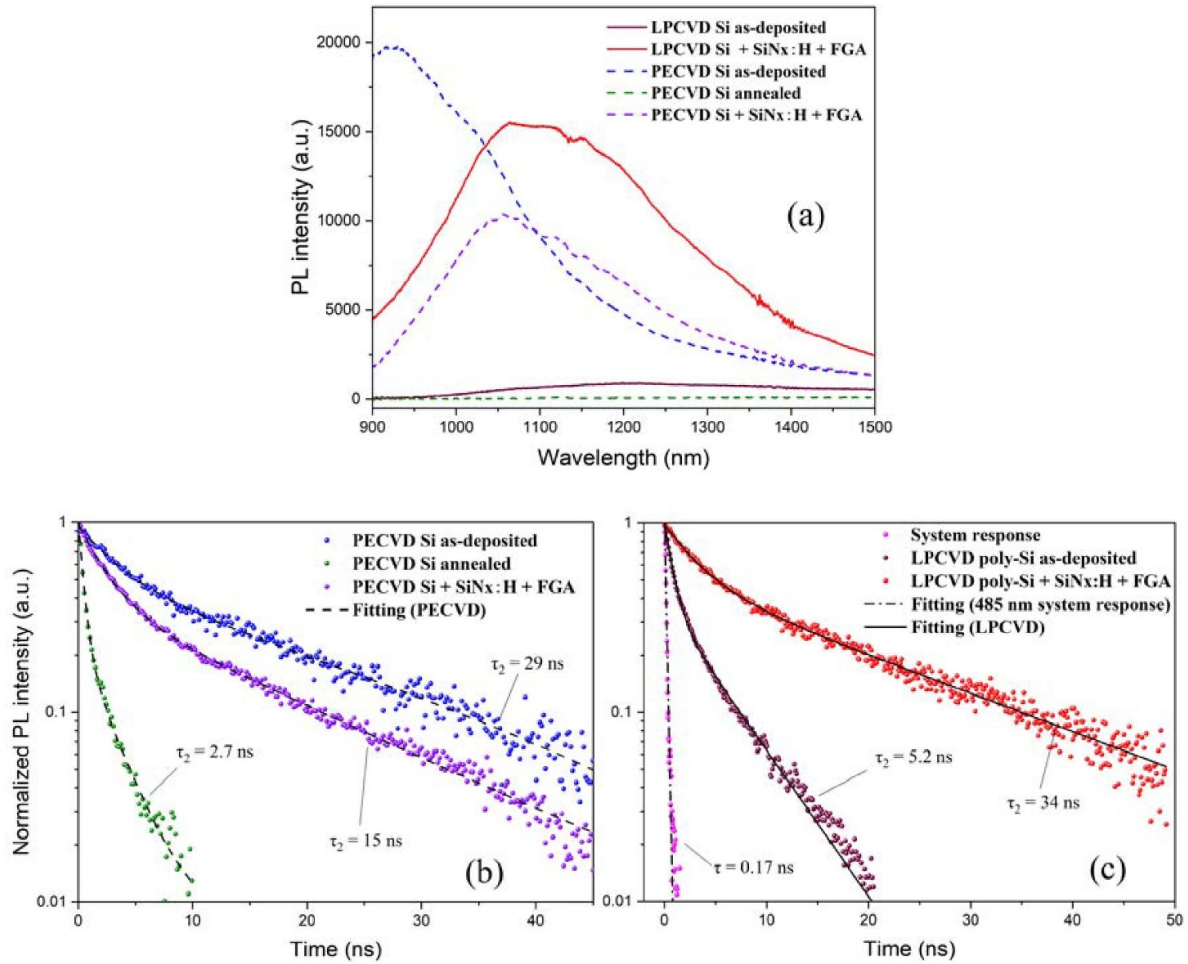 LPCVD Si as-deposited
LPCVD Si + SiNx:H + FGA
PECVD Si as-deposited
PECVD Si annealed
PECVD Si + SiNx:H + FGA
(a)
PL intensity (a.u.)
20000
15000
10000
5000
0
900 1000 1100 1200 1300 1400 1500
Wavelength (nm)
PECVD Si as-deposited
PECVD Si annealed
PECVD Si + SiNx:H + FGA
Fitting (PECVD)
τ₂ = 29 ns
τ₂ = 2.7 ns
τ₂ = 15 ns
(b)
Normalized PL intensity (a.u.)
1
0.1
0.01
0 10 20 30 40
Time (ns)
System response
LPCVD poly-Si as-deposited
LPCVD poly-Si + SiNx:H + FGA
Fitting (485 nm system response)
Fitting (LPCVD)
τ₂ = 5.2 ns
τ₂ = 34 ns
τ = 0.17 ns
(c)
1
0.1
0.01
0 10 20 30 40 50
Time (ns)